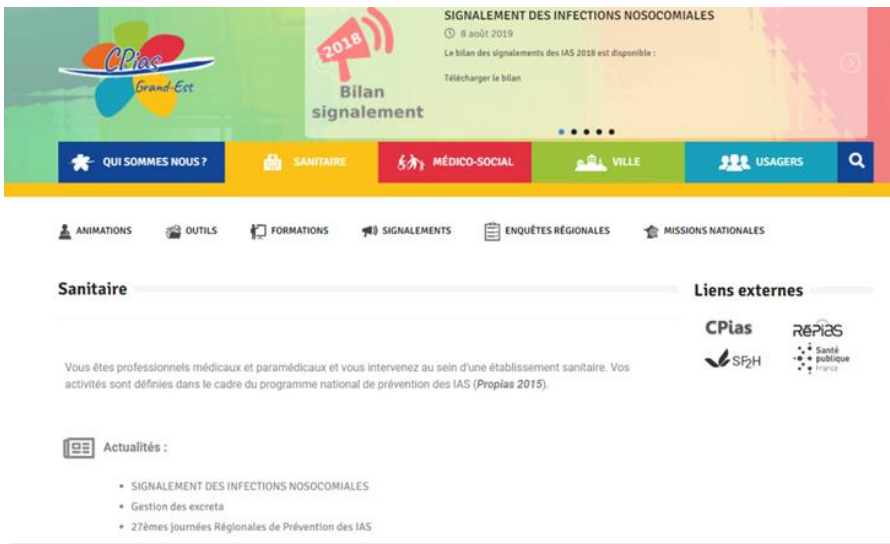 SIGNALEMENT DES INFECTIONS NOSOCOMIALES
8 août 2019
Le bilan des signalements des IAS 2018 est disponible :
Télécharger le bilan
2018
Bilan
signalement
CPias
Grand-Est
QUI SOMMES NOUS ?
SANITAIRE
MÉDICO-SOCIAL
VILLE
USAGERS
ANIMATIONS
OUTILS
FORMATIONS
SIGNALEMENTS
ENQUÊTES RÉGIONALES
MISSIONS NATIONALES
Sanitaire
Vous êtes professionnels médicaux et paramédicaux et vous intervenez au sein d'une établissement sanitaire. Vos
activités sont définies dans le cadre du programme national de prévention des IAS (Propias 2015).
Actualités :
SIGNALEMENT DES INFECTIONS NOSOCOMIALES
Gestion des excreta
27èmes journées Régionales de Prévention des IAS
Liens externes
CPias
RéPIAS
SF2H
Santé
publique
France